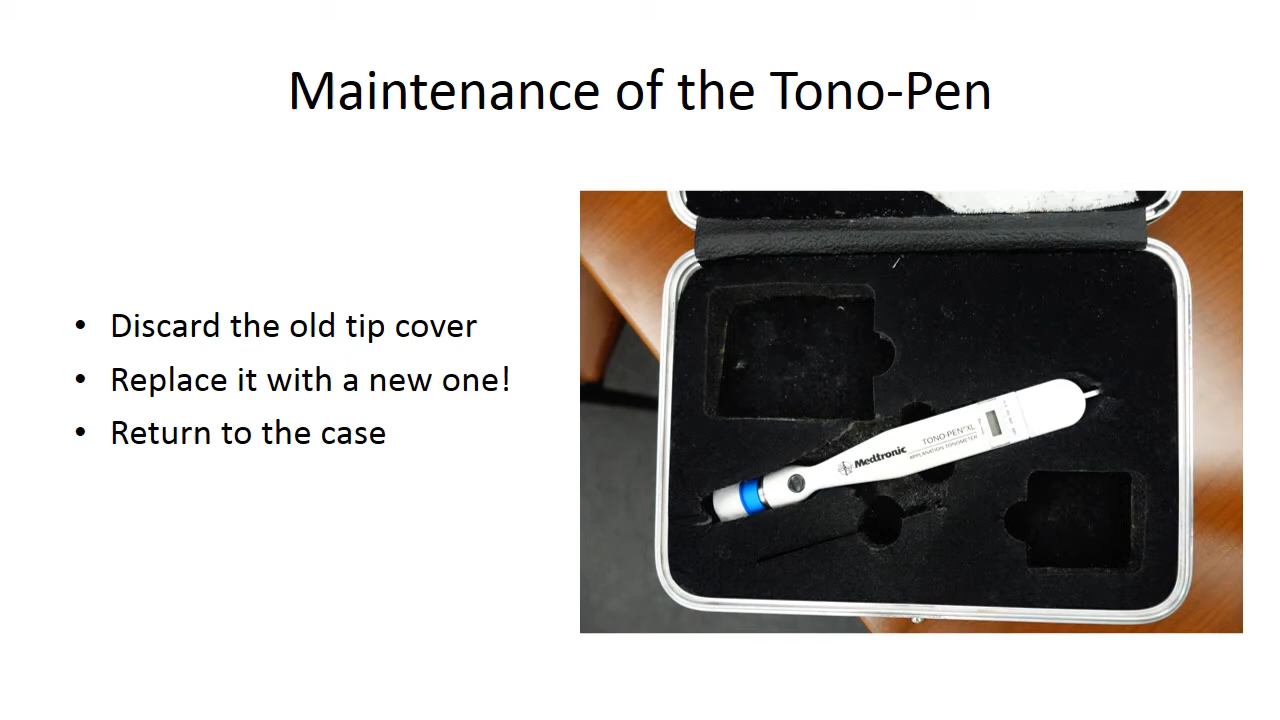 Maintenance of the Tono-Pen
• Discard the old tip cover
• Replace it with a new one!
• Return to the case
Medtronic
TONO-PEN® XL
APPLANATION TONOMETER